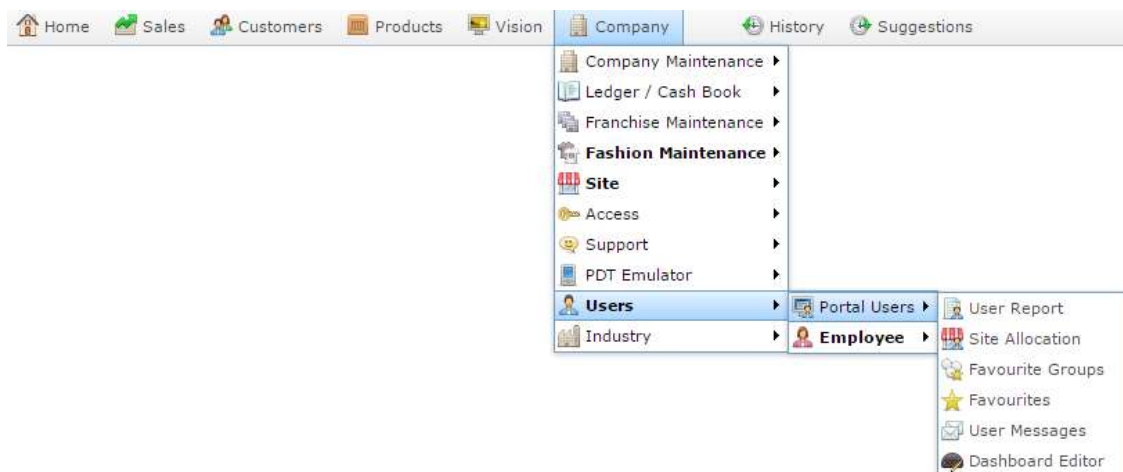 Home Sales Customers Products Vision Company History Suggestions
Company Maintenance
Ledger / Cash Book
Franchise Maintenance
Fashion Maintenance
Site
Access
Support
PDT Emulator
Users Portal Users User Report
Industry Employee Site Allocation
Favourite Groups
Favourites
User Messages
Dashboard Editor